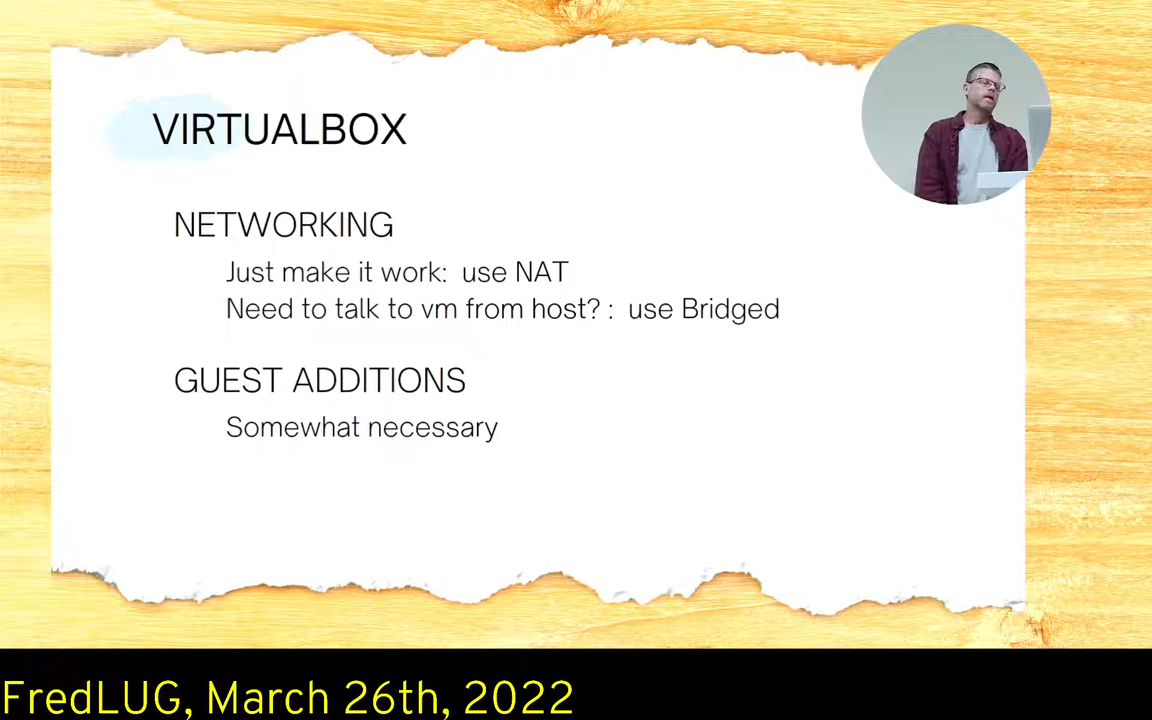 VIRTUALBOX
NETWORKING
Just make it work: use NAT
Need to talk to vm from host? : use Bridged
GUEST ADDITIONS
Somewhat necessary
FredLUG, March 26th, 2022